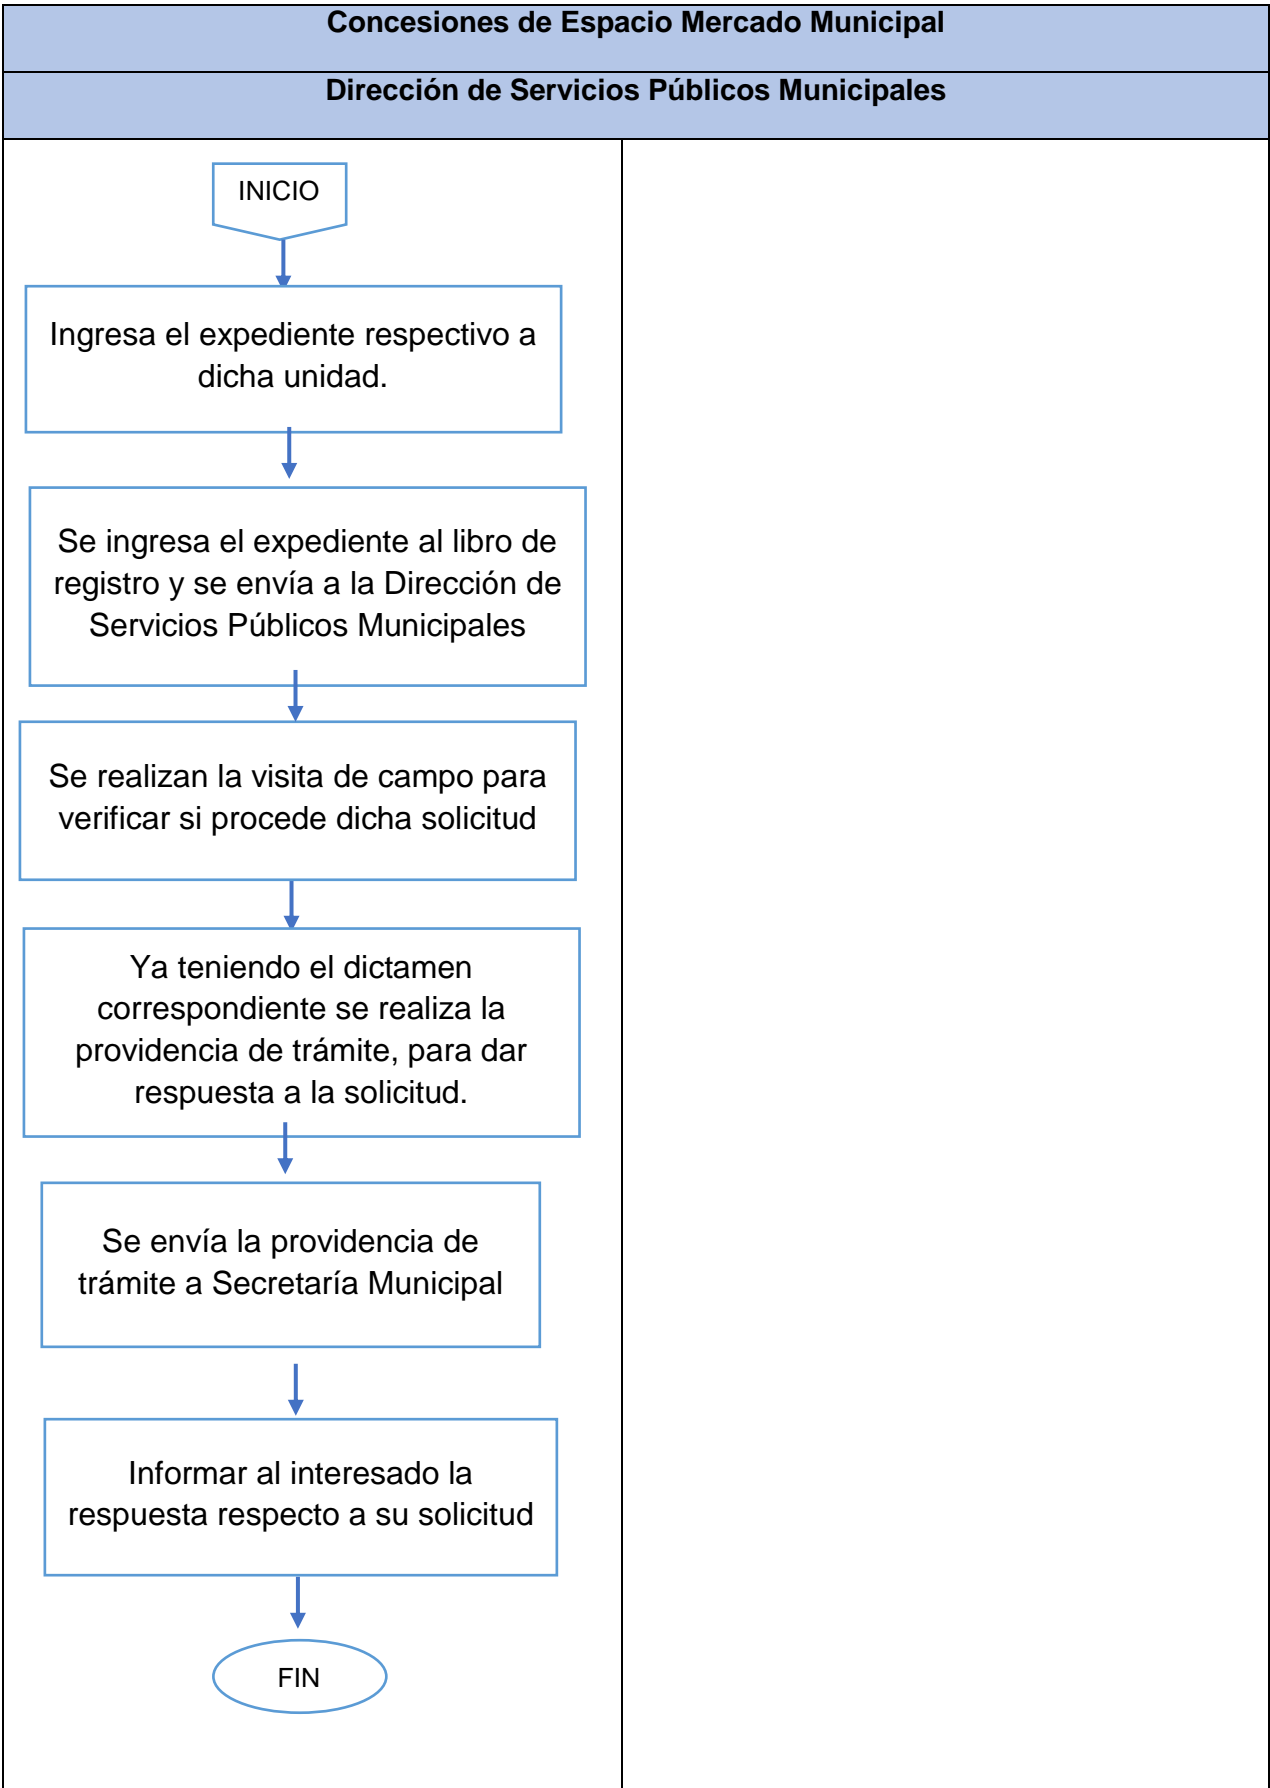 Concesiones de Espacio Mercado Municipal
Dirección de Servicios Públicos Municipales
INICIO
Ingresa el expediente respectivo a
dicha unidad.
Se ingresa el expediente al libro de
registro y se envía a la Dirección de
Servicios Públicos Municipales
Se realizan la visita de campo para
verificar si procede dicha solicitud
Ya teniendo el dictamen
correspondiente se realiza la
providencia de trámite, para dar
respuesta a la solicitud.
Se envía la providencia de
trámite a Secretaría Municipal
Informar al interesado la
respuesta respecto a su solicitud
FIN